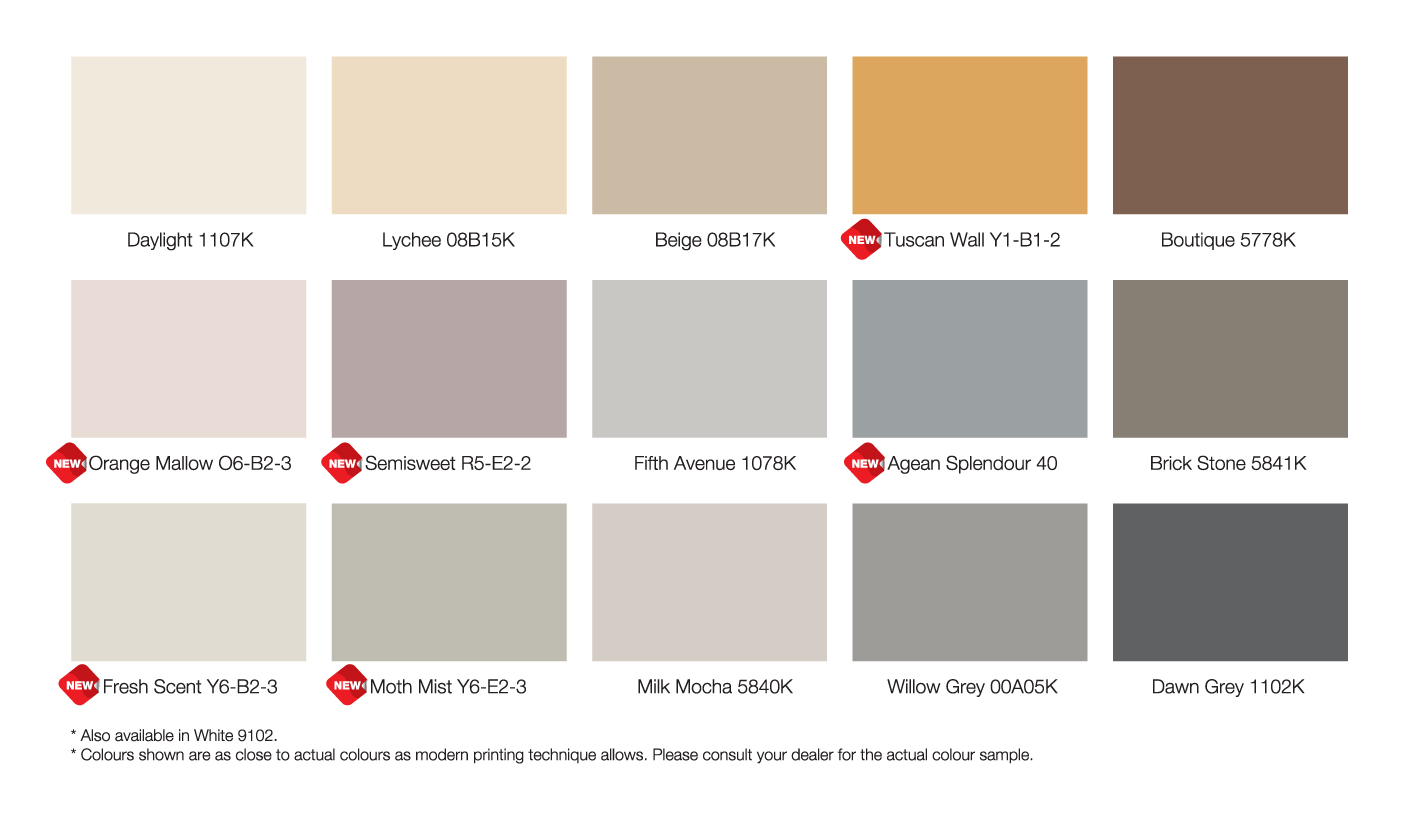 Daylight 1107K
Lychee 08B15K
Beige 08B17K
NEW Tuscan Wall Y1-B1-2
Boutique 5778K
NEW Orange Mallow O6-B2-3
NEW Semisweet R5-E2-2
Fifth Avenue 1078K
NEW Agean Splendour 40
Brick Stone 5841K
NEW Fresh Scent Y6-B2-3
NEW Moth Mist Y6-E2-3
Milk Mocha 5840K
Willow Grey 00A05K
Dawn Grey 1102K
* Also available in White 9102.
* Colours shown are as close to actual colours as modern printing technique allows. Please consult your dealer for the actual colour sample.